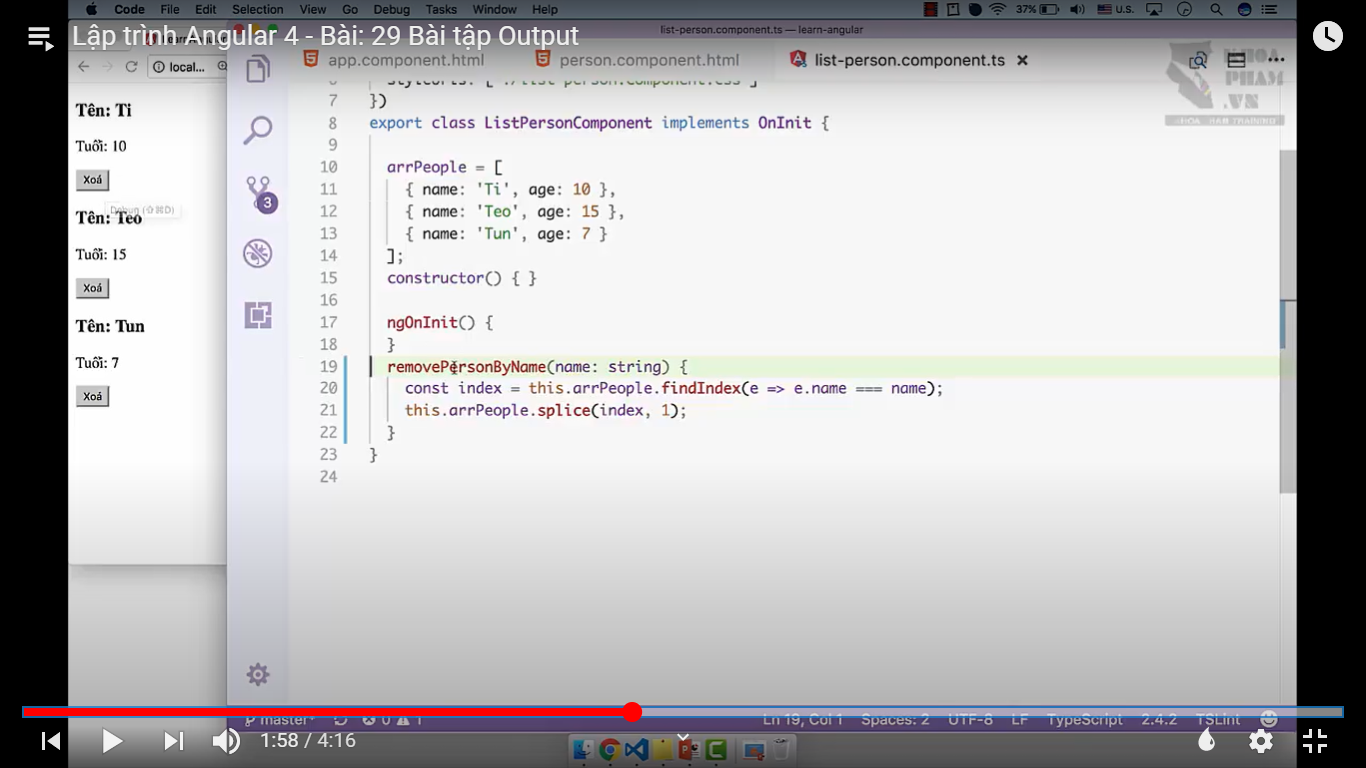 Code File Edit Selection View Go Debug Tasks Window Help 37% U.S.
Lập trình Angular 4 - Bài: 29 Bài tập Output
list-person.component.ts — learn-angular
app.component.html person.component.html list-person.component.ts
KHOA
PHAM
.VN
local...
Tên: Ti
Tuổi: 10
Xoá
Debug (⇧⌘D)
Tên: Teo
Tuổi: 15
Xoá
Tên: Tun
Tuổi: 7
Xoá
3
7 })
8 export class ListPersonComponent implements OnInit {
9
10 arrPeople = [
11 { name: 'Ti', age: 10 },
12 { name: 'Teo', age: 15 },
13 { name: 'Tun', age: 7 }
14 ];
15 constructor() { }
16
17 ngOnInit() {
18 }
19 removePersonByName(name: string) {
20 const index = this.arrPeople.findIndex(e => e.name === name);
21 this.arrPeople.splice(index, 1);
22 }
23 }
24
master* 0 1 Ln 19, Col 1 Spaces: 2 UTF-8 LF TypeScript 2.4.2 TSLint
1:58 / 4:16